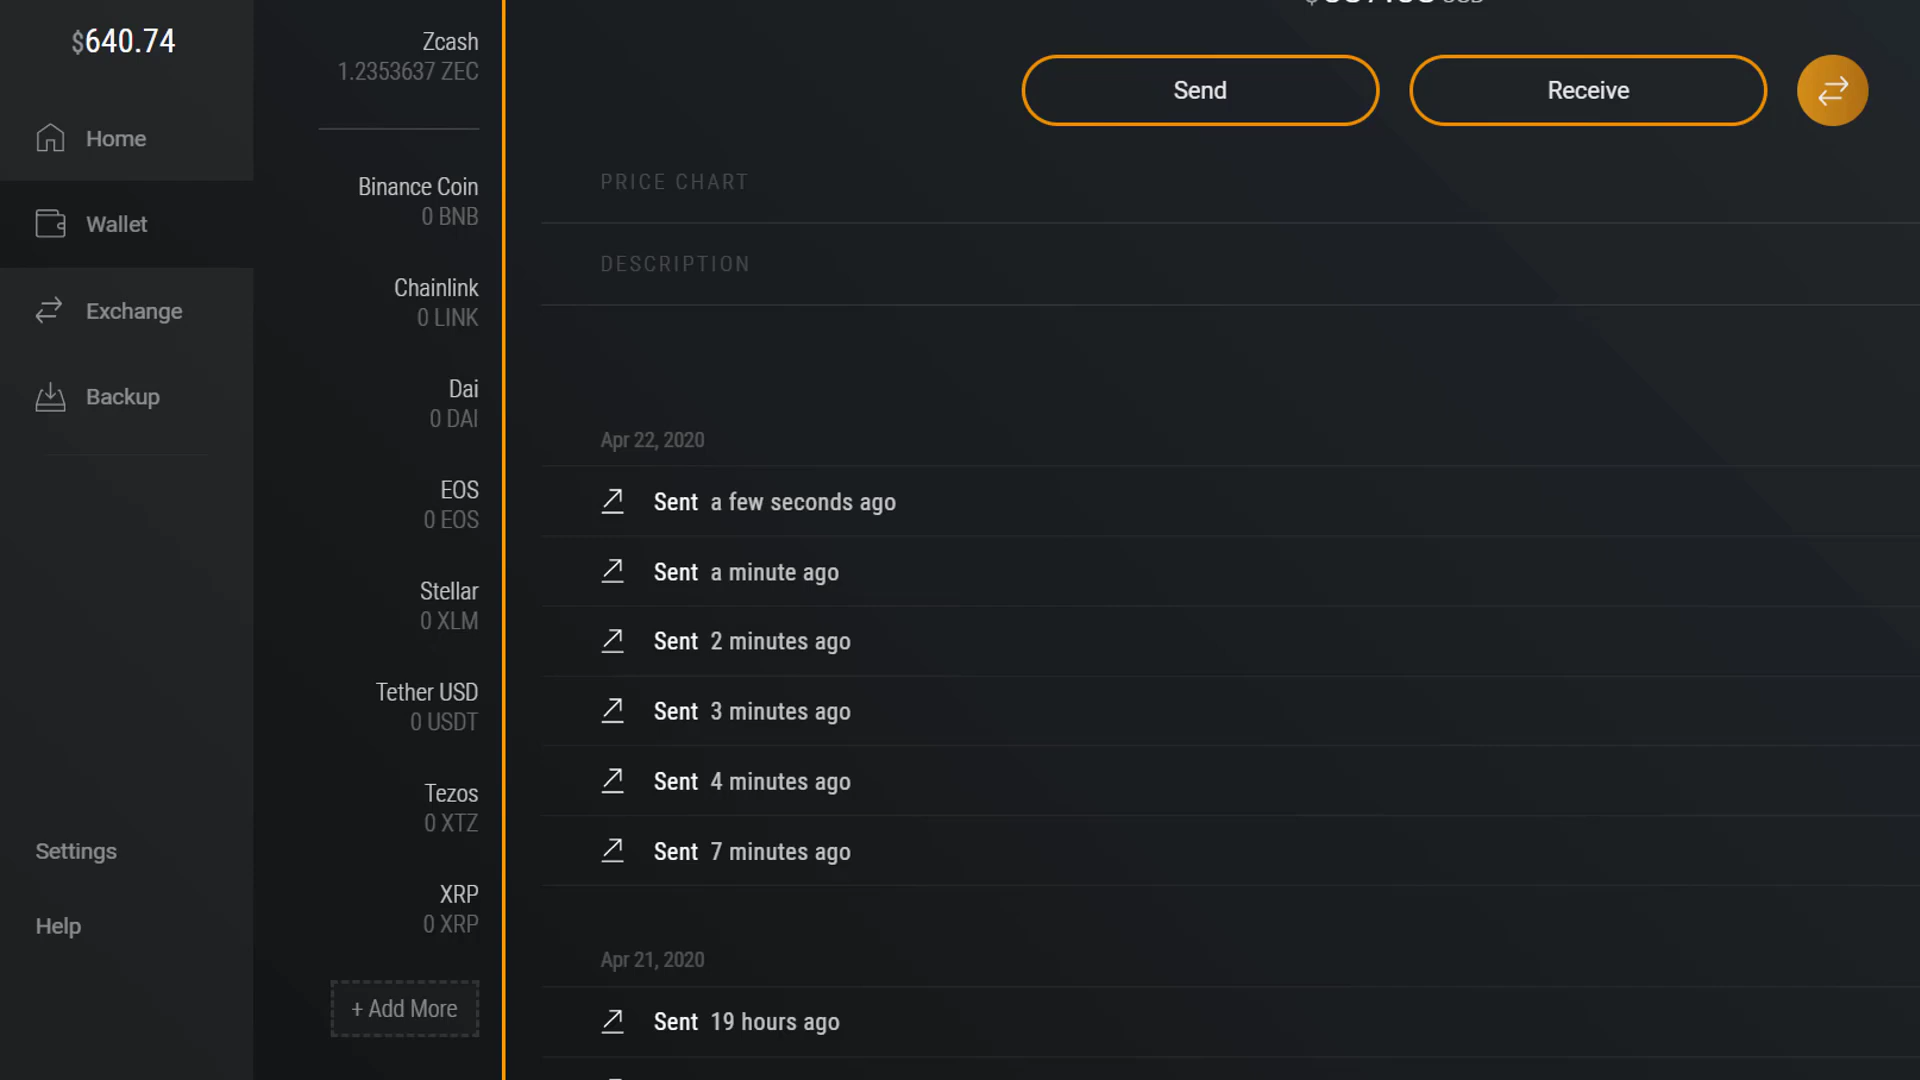 $640.74
Home
Wallet
Exchange
Backup
Settings
Help
Zcash
1.2353637 ZEC
Binance Coin
0 BNB
Chainlink
0 LINK
Dai
0 DAI
EOS
0 EOS
Stellar
0 XLM
Tether USD
0 USDT
Tezos
0 XTZ
XRP
0 XRP
+ Add More
Send
Receive
PRICE CHART
DESCRIPTION
Apr 22, 2020
Sent a few seconds ago
Sent a minute ago
Sent 2 minutes ago
Sent 3 minutes ago
Sent 4 minutes ago
Sent 7 minutes ago
Apr 21, 2020
Sent 19 hours ago